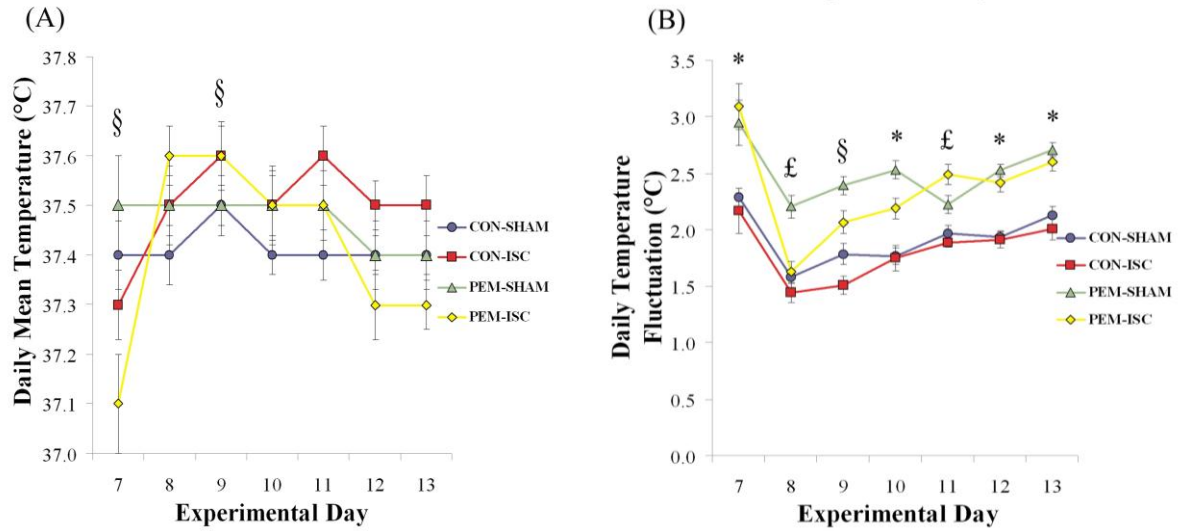 (A)
Daily Mean Temperature (°C)
37.8
37.7
37.6
37.5
37.4
37.3
37.2
37.1
37.0
§
§
7 8 9 10 11 12 13
Experimental Day
CON-SHAM
CON-ISC
PEM-SHAM
PEM-ISC
(B)
Daily Temperature
Fluctuation (°C)
3.5
3.0
2.5
2.0
1.5
1.0
0.5
0.0
*
£
§
*
£
*
*
7 8 9 10 11 12 13
Experimental Day
CON-SHAM
CON-ISC
PEM-SHAM
PEM-ISC